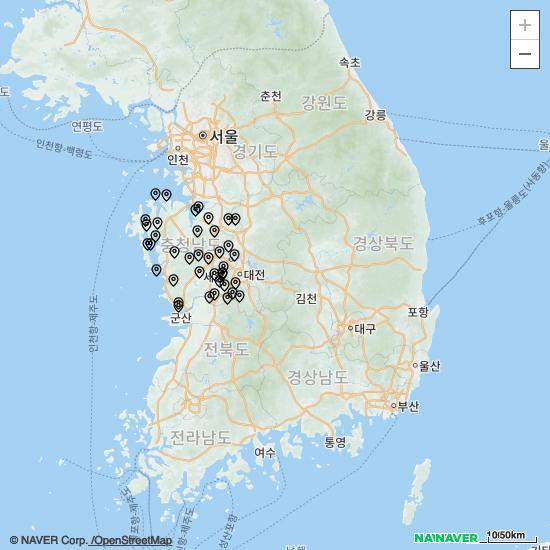 +
−
속초
춘천
강원도
강릉
도
연평도
서울
인천
경기도
인천항-백령도
울
후포항-울릉도(사동항)
충청남도
경상북도
대전
세
김천
포항
군산
인천항-제주도
대구
전북도
울산
경상남도
부산
전라남도
통영
여수
© NAVER Corp. /OpenStreetMap
NAVER
10/50km